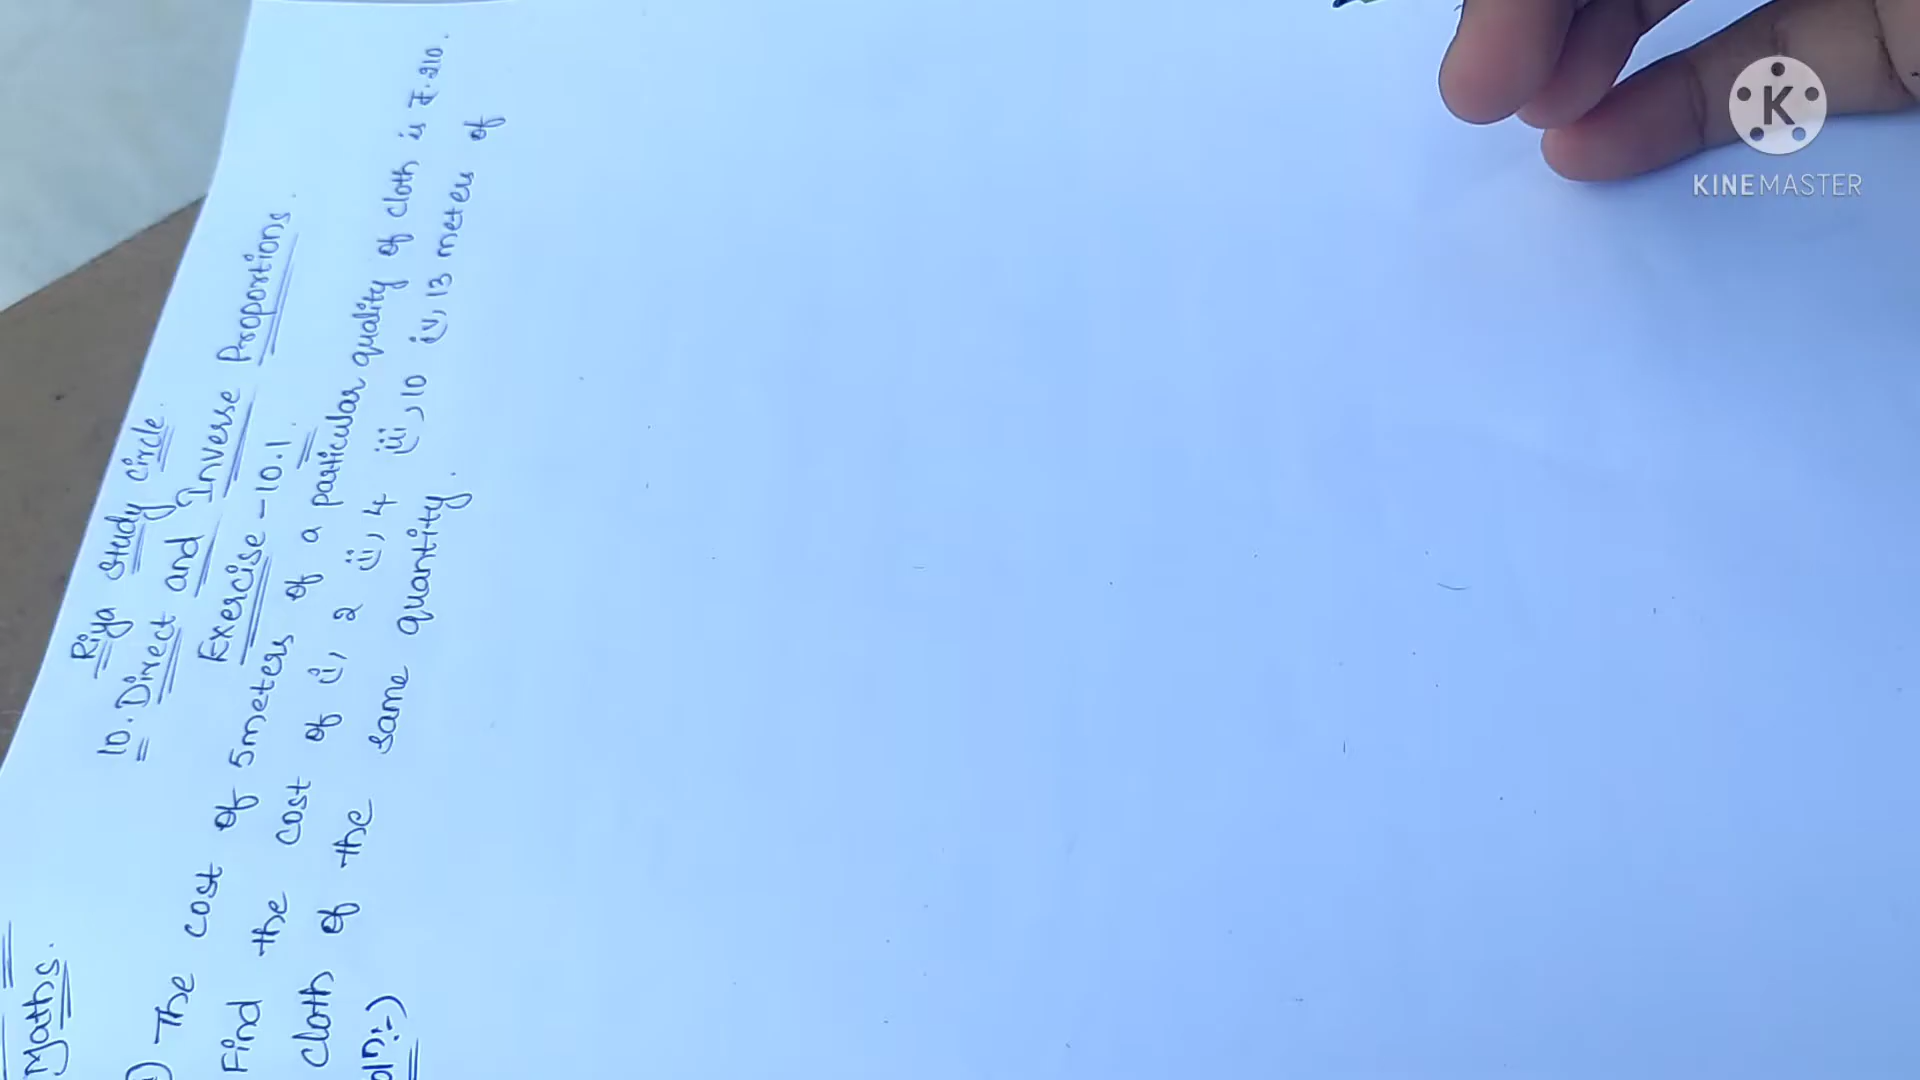 Riya study circle.
Maths.
10. Direct and Inverse Proportions.
Exercise - 10.1.
1) The cost of 5meters of a particular quality of cloth is ₹.210.
Find the cost of (i), 2 (ii), 4 (iii), 10 (iv), 13 meters of
cloth of the same quantity.
oln:-)
KINEMASTER